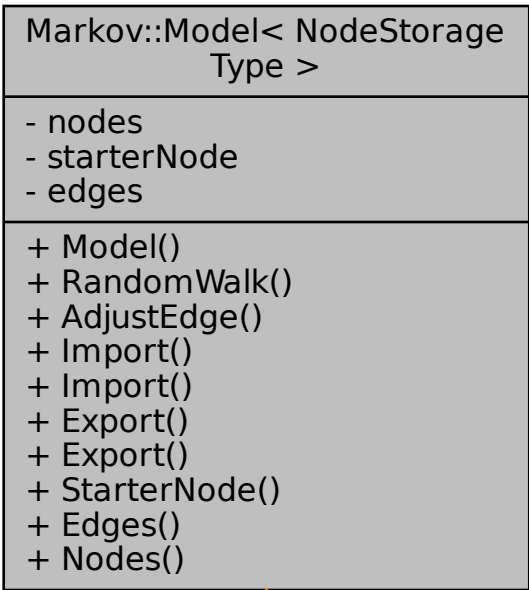 Markov::Model< NodeStorage
Type >
- nodes
- starterNode
- edges
+ Model()
+ RandomWalk()
+ AdjustEdge()
+ Import()
+ Import()
+ Export()
+ Export()
+ StarterNode()
+ Edges()
+ Nodes()